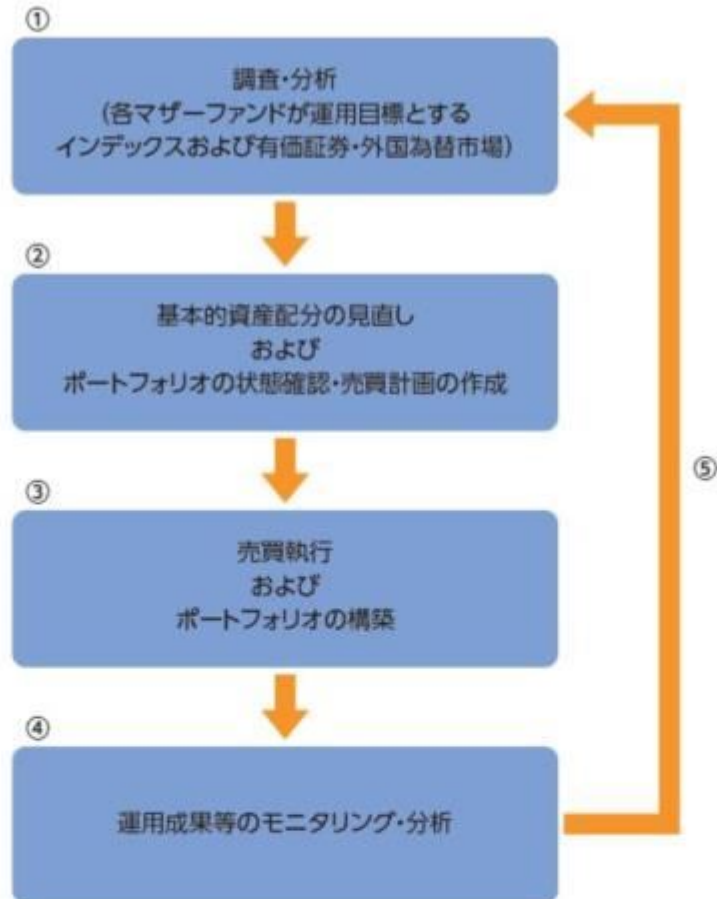 ①
調査・分析
(各マザーファンドが運用目標とする
インデックスおよび有価証券・外国為替市場)
②
基本的資産配分の見直し
および
ポートフォリオの状態確認・売買計画の作成
⑤
③
売買執行
および
ポートフォリオの構築
④
運用成果等のモニタリング・分析